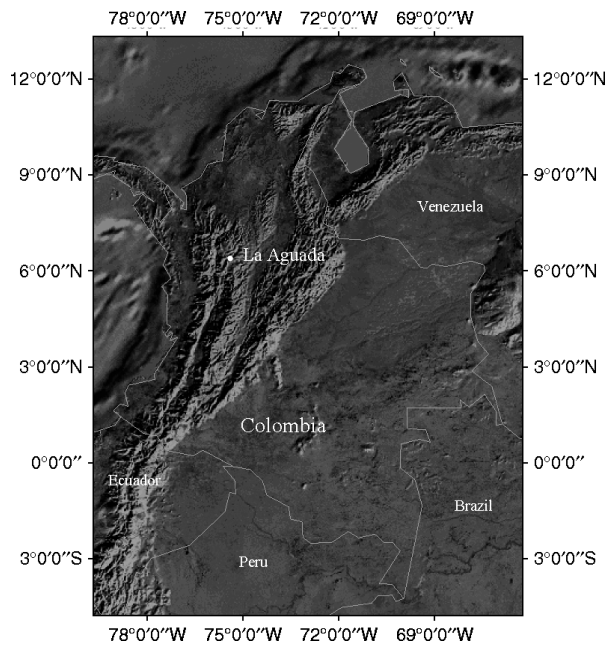 78°0′0″W 75°0′0″W 72°0′0″W 69°0′0″W
12°0′0″N 12°0′0″N
9°0′0″N 9°0′0″N
Venezuela
La Aguada
6°0′0″N 6°0′0″N
3°0′0″N 3°0′0″N
Colombia
0°0′0″ 0°0′0″
Ecuador
Brazil
Peru
3°0′0″S 3°0′0″S
78°0′0″W 75°0′0″W 72°0′0″W 69°0′0″W